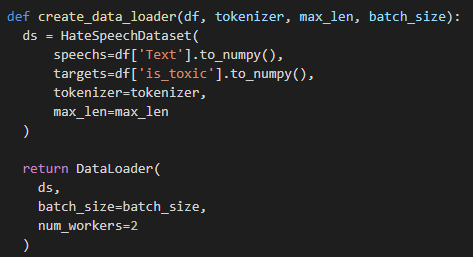 def create_data_loader(df, tokenizer, max_len, batch_size):
  ds = HateSpeechDataset(
      speechs=df['Text'].to_numpy(),
      targets=df['is_toxic'].to_numpy(),
      tokenizer=tokenizer,
      max_len=max_len
  )

  return DataLoader(
    ds,
    batch_size=batch_size,
    num_workers=2
  )